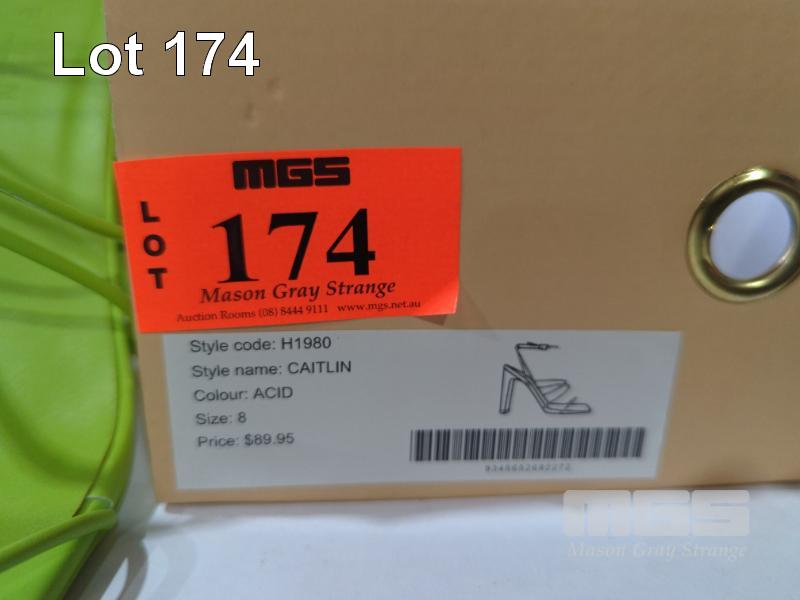 Lot 174
MGS
LOT
174
Mason Gray Strange
Auction Rooms (08) 8444 9111 www.mgs.net.au
Style code: H1980
Style name: CAITLIN
Colour: ACID
Size: 8
Price: $89.95
MGS
Mason Gray Strange